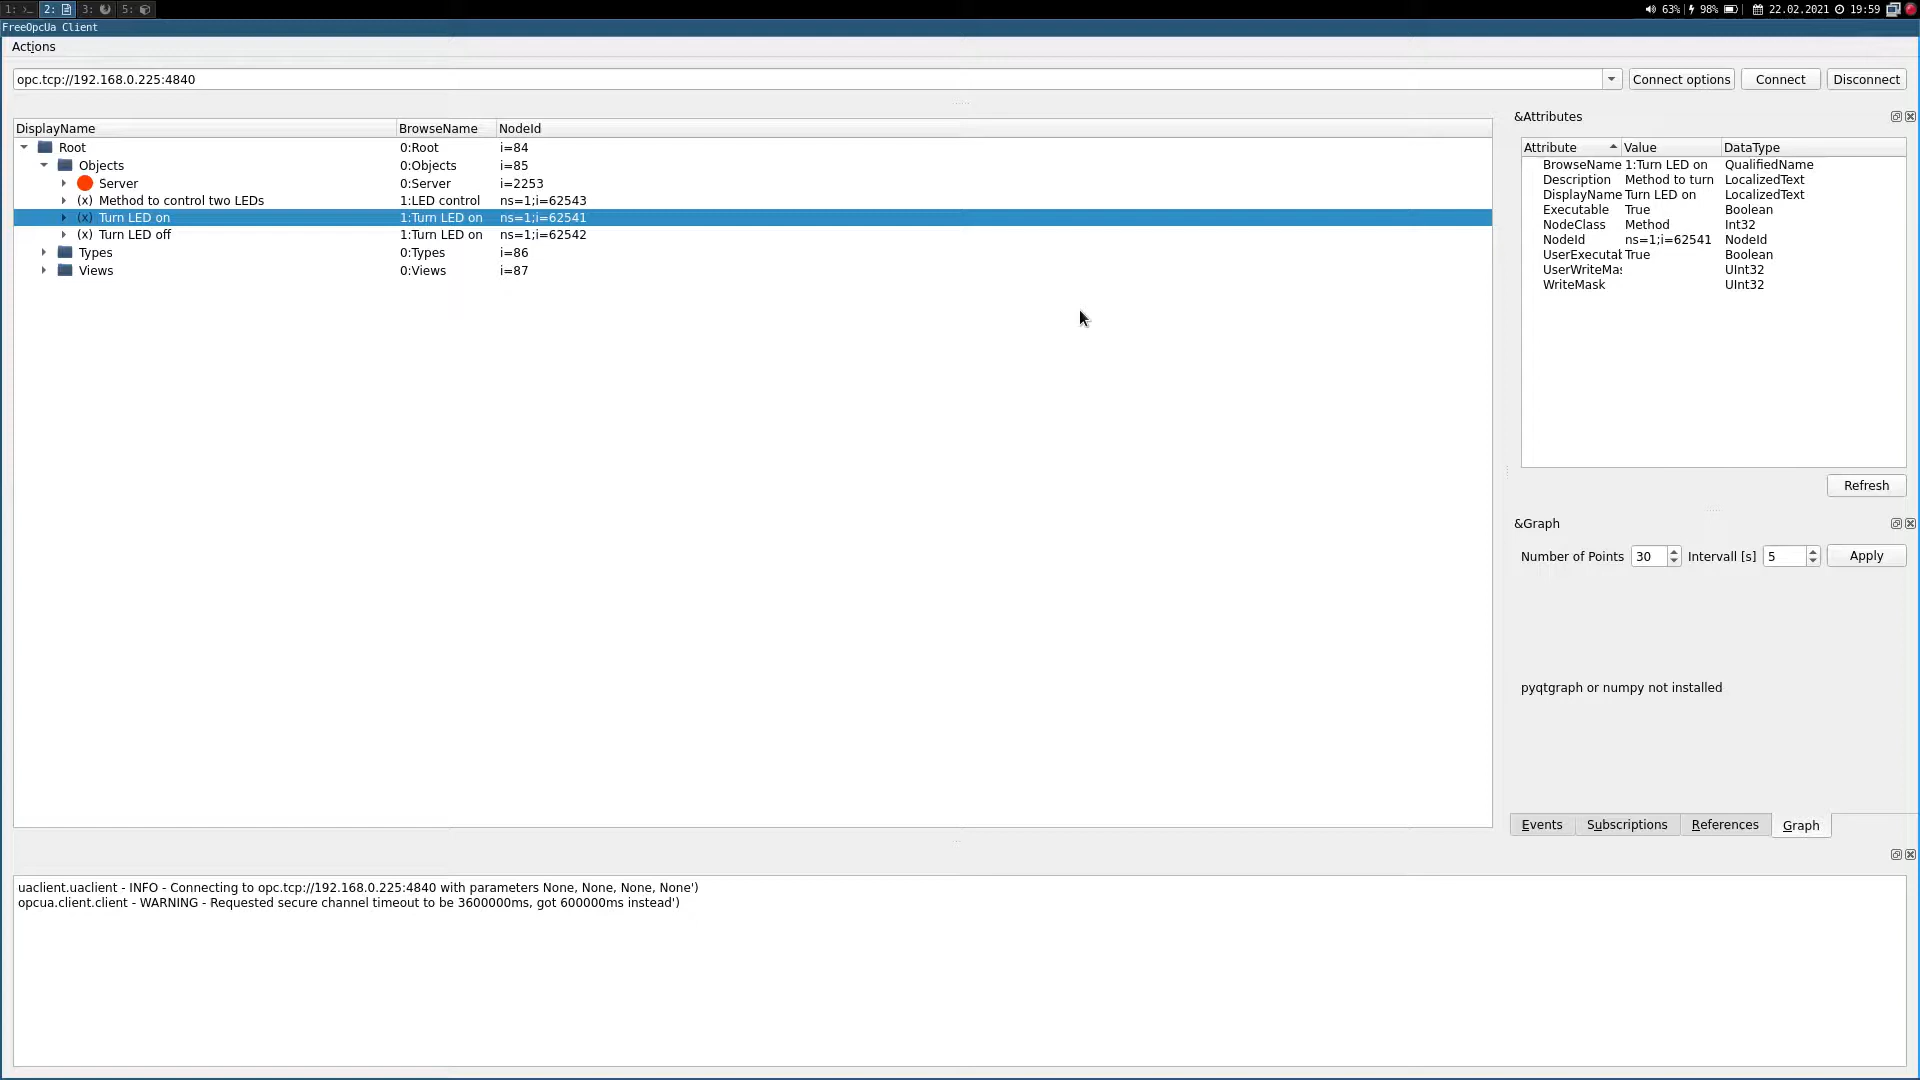 1: 2: 3: 5: 63% 98% 22.02.2021 19:59
FreeOpcUa Client
Actions
opc.tcp://192.168.0.225:4840 Connect options Connect Disconnect
DisplayName BrowseName NodeId
Root 0:Root i=84
Objects 0:Objects i=85
Server 0:Server i=2253
(x) Method to control two LEDs 1:LED control ns=1;i=62543
(x) Turn LED on 1:Turn LED on ns=1;i=62541
(x) Turn LED off 1:Turn LED on ns=1;i=62542
Types 0:Types i=86
Views 0:Views i=87
&Attributes
Attribute Value DataType
BrowseName 1:Turn LED on QualifiedName
Description Method to turn LocalizedText
DisplayName Turn LED on LocalizedText
Executable True Boolean
NodeClass Method Int32
NodeId ns=1;i=62541 NodeId
UserExecutab True Boolean
UserWriteMas UInt32
WriteMask UInt32
Refresh
&Graph
Number of Points 30 Intervall [s] 5 Apply
pyqtgraph or numpy not installed
Events Subscriptions References Graph
uaclient.uaclient - INFO - Connecting to opc.tcp://192.168.0.225:4840 with parameters None, None, None, None')
opcua.client.client - WARNING - Requested secure channel timeout to be 3600000ms, got 600000ms instead')